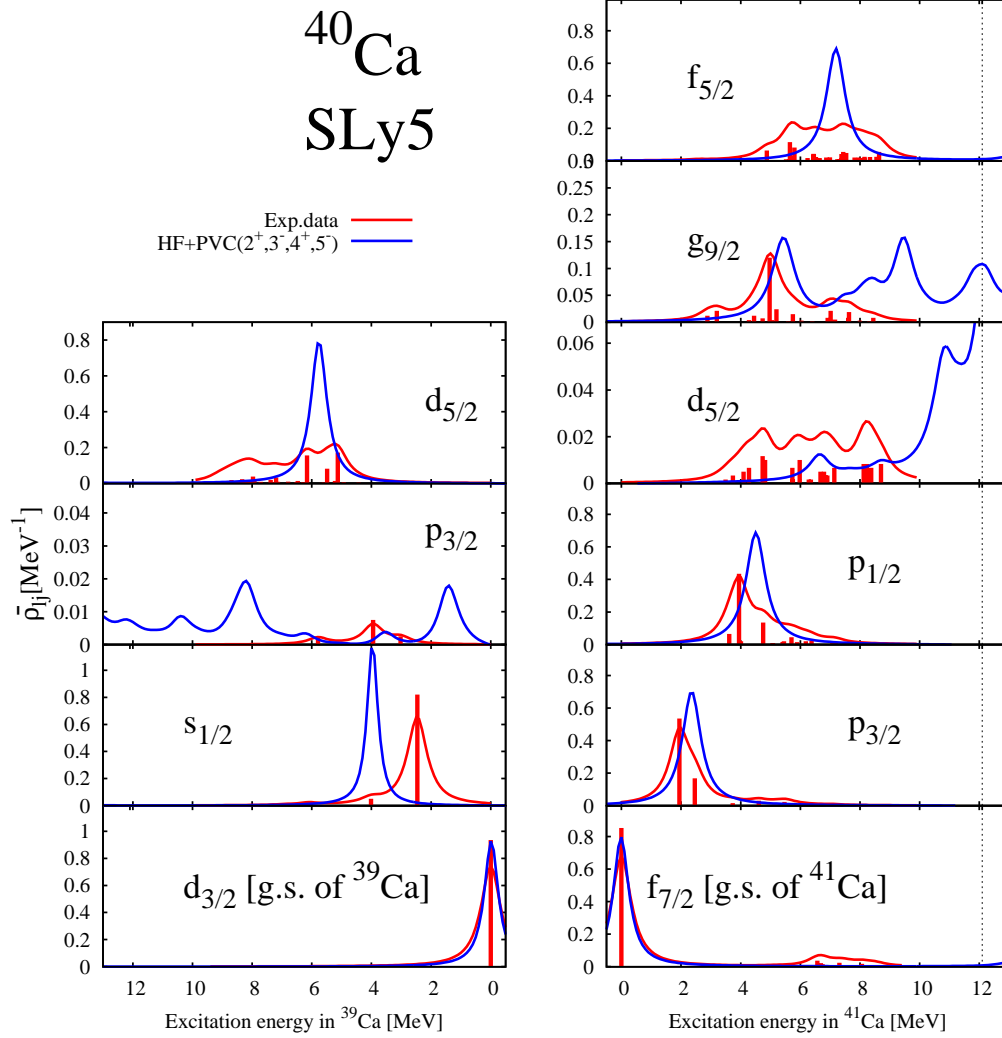 ⁴⁰Ca
SLy5
Exp.data
HF+PVC(2⁺,3⁻,4⁺,5⁻)
ρ̄lj[MeV⁻¹]
d5/2
0.8
0.4
0
p3/2
0.04
0.03
0.02
0.01
0
s1/2
1
0.8
0.6
0.4
0.2
0
d3/2 [g.s. of ³⁹Ca]
1
0.8
0.6
0.4
0.2
0
12 10 8 6 4 2 0
Excitation energy in ³⁹Ca [MeV]
f5/2
0.8
0.6
0.4
0.2
0
g9/2
0.3
0.25
0.2
0.15
0.1
0.05
0
d5/2
0.06
0.04
0.02
0
p1/2
0.8
0.6
0.4
0.2
0
p3/2
0.8
0.6
0.4
0.2
0
f7/2 [g.s. of ⁴¹Ca]
0.8
0.6
0.4
0.2
0
0 2 4 6 8 10 12
Excitation energy in ⁴¹Ca [MeV]